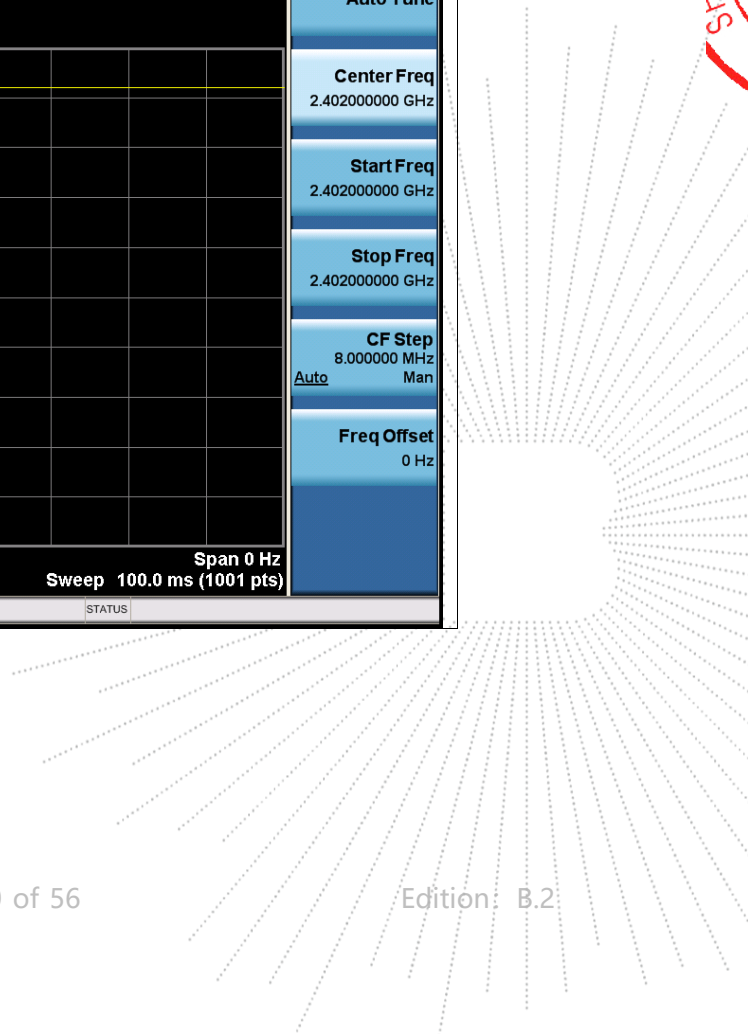 Auto Tune
Center Freq
2.402000000 GHz
Start Freq
2.402000000 GHz
Stop Freq
2.402000000 GHz
CF Step
8.000000 MHz
Auto Man
Freq Offset
0 Hz
Span 0 Hz
Sweep 100.0 ms (1001 pts)
STATUS
of 56 Edition: B.2